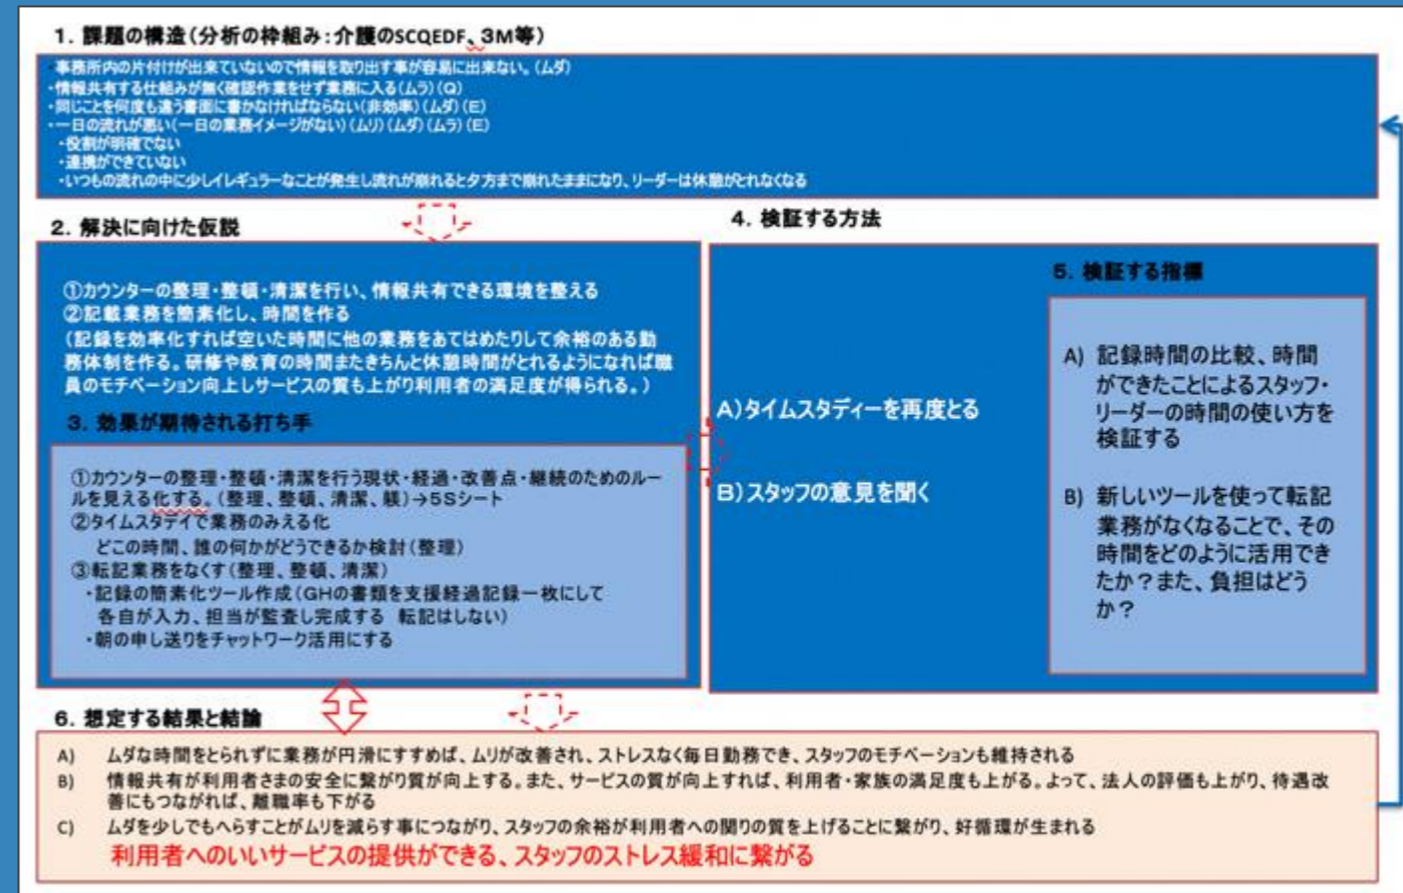 1．課題の構造（分析の枠組み：介護のSCQEDF、3M等）
・事務所内の片付けが出来ていないので情報を取り出す事が容易に出来ない。（ムダ）
・情報共有する仕組みが無く確認作業をせず業務に入る（ムラ）（Q）
・同じことを何度も違う書面に書かなければならない（非効率）（ムダ）（E）
・一日の流れが悪い（一日の業務イメージがない）（ムリ）（ムダ）（ムラ）（E）
・役割が明確でない
・連携ができていない
・いつもの流れの中に少しイレギュラーなことが発生し流れが崩れると夕方まで崩れたままになり、リーダーは休憩がとれなくなる
2．解決に向けた仮説
①カウンターの整理・整頓・清潔を行い、情報共有できる環境を整える
②記載業務を簡素化し、時間を作る
（記録を効率化すれば空いた時間に他の業務をあてはめたりして余裕のある勤
務体制を作る。研修や教育の時間またきちんと休憩時間がとれるようになれば職
員のモチベーション向上しサービスの質も上がり利用者の満足度が得られる。）
3．効果が期待される打ち手
①カウンターの整理・整頓・清潔を行う現状・経過・改善点・継続のためのルー
ルを見える化する。（整理、整頓、清潔、躾）→5Sシート
②タイムスタデイで業務のみえる化
どこの時間、誰の何かがどうできるか検討（整理）
③転記業務をなくす（整理、整頓、清潔）
・記録の簡素化ツール作成（GHの書類を支援経過記録一枚にして
各自が入力、担当が監査し完成する　転記はしない）
・朝の申し送りをチャットワーク活用にする
4．検証する方法
A）タイムスタディーを再度とる
B）スタッフの意見を聞く
5．検証する指標
A) 記録時間の比較、時間
ができたことによるスタッフ・
リーダーの時間の使い方を
検証する
B) 新しいツールを使って転記
業務がなくなることで、その
時間をどのように活用でき
たか？また、負担はどう
か？
6．想定する結果と結論
A) ムダな時間をとられずに業務が円滑にすすめば、ムリが改善され、ストレスなく毎日勤務でき、スタッフのモチベーションも維持される
B) 情報共有が利用者さまの安全に繋がり質が向上する。また、サービスの質が向上すれば、利用者・家族の満足度も上がる。よって、法人の評価も上がり、待遇改
善にもつながれば、離職率も下がる
C) ムダを少しでもへらすことがムリを減らす事につながり、スタッフの余裕が利用者への関りの質を上げることに繋がり、好循環が生まれる
利用者へのいいサービスの提供ができる、スタッフのストレス緩和に繋がる